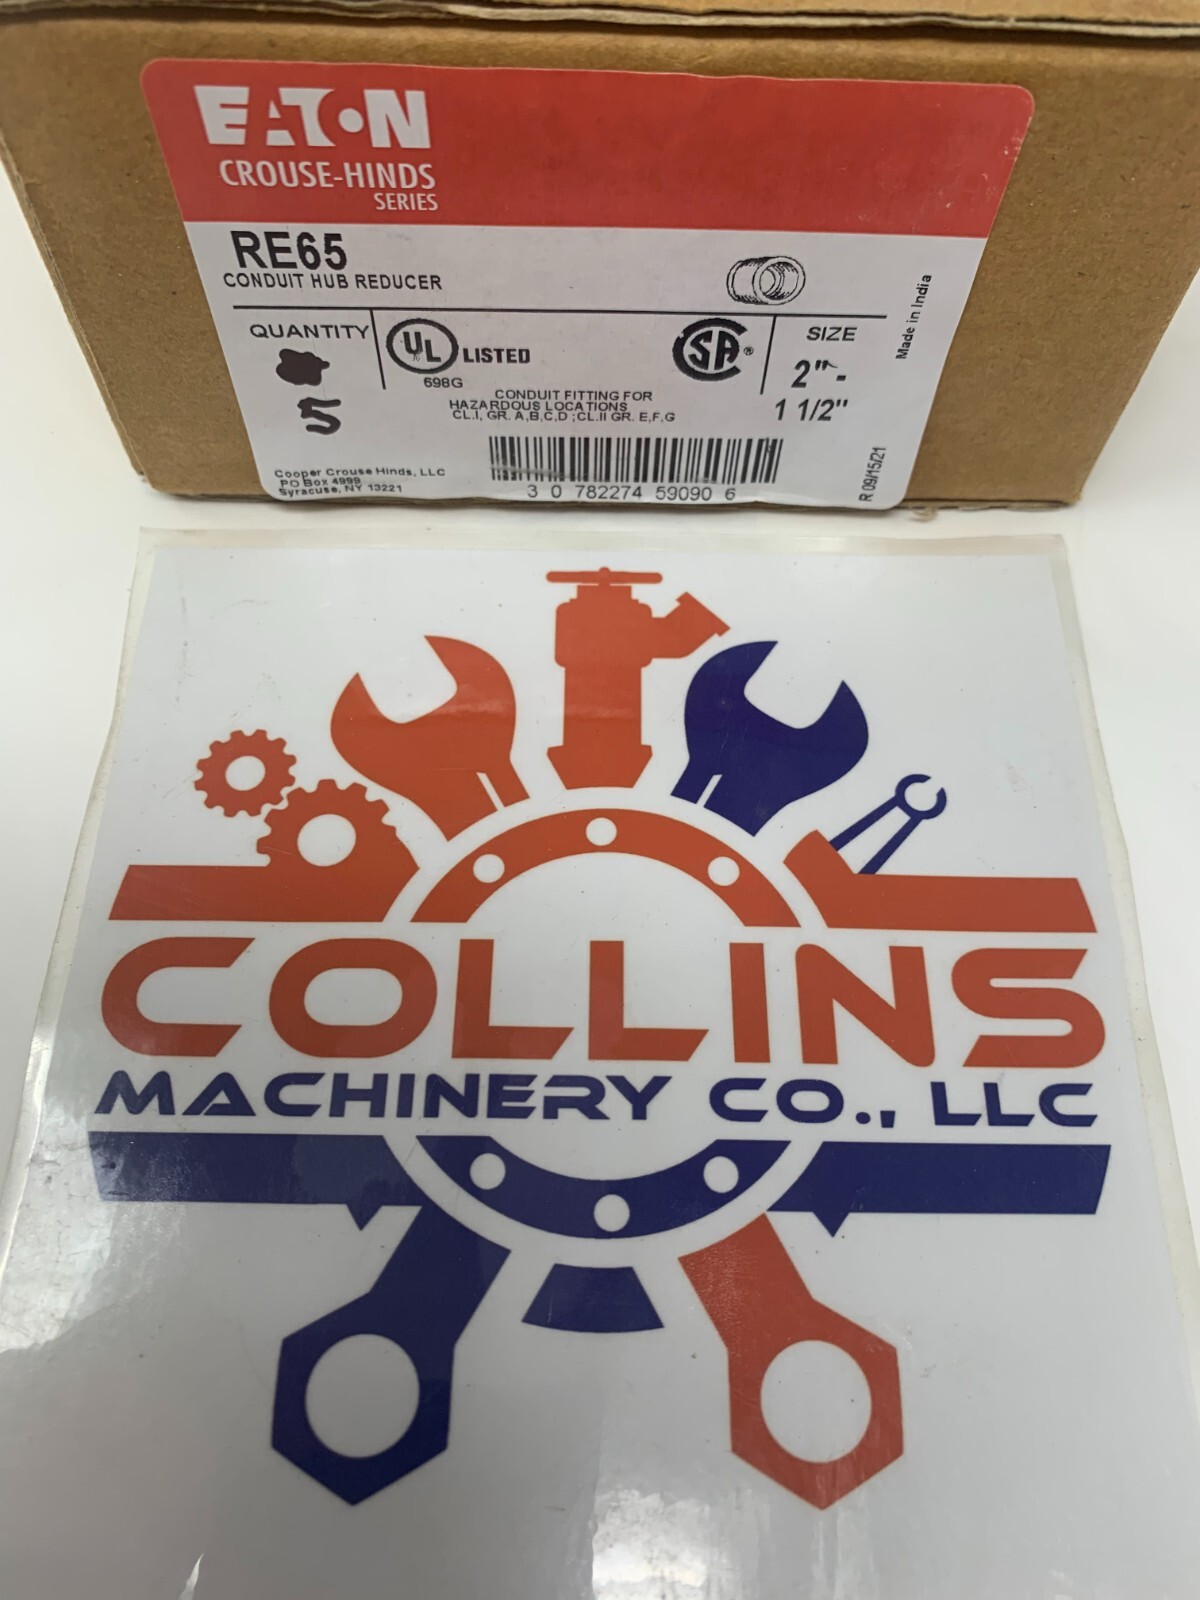 EATON
CROUSE-HINDS
SERIES
RE65
CONDUIT HUB REDUCER
QUANTITY
5
UL LISTED
698G
SA ®
SIZE
2"-
1 1/2"
CONDUIT FITTING FOR
HAZARDOUS LOCATIONS
CL.I, GR. A,B,C,D ;CL.II GR. E,F,G
Cooper Crouse Hinds, LLC
PO Box 4999
Syracuse, NY 13221
3 0 782274 59090 6
Made in India
R 09/15/21
COLLINS
MACHINERY CO., LLC